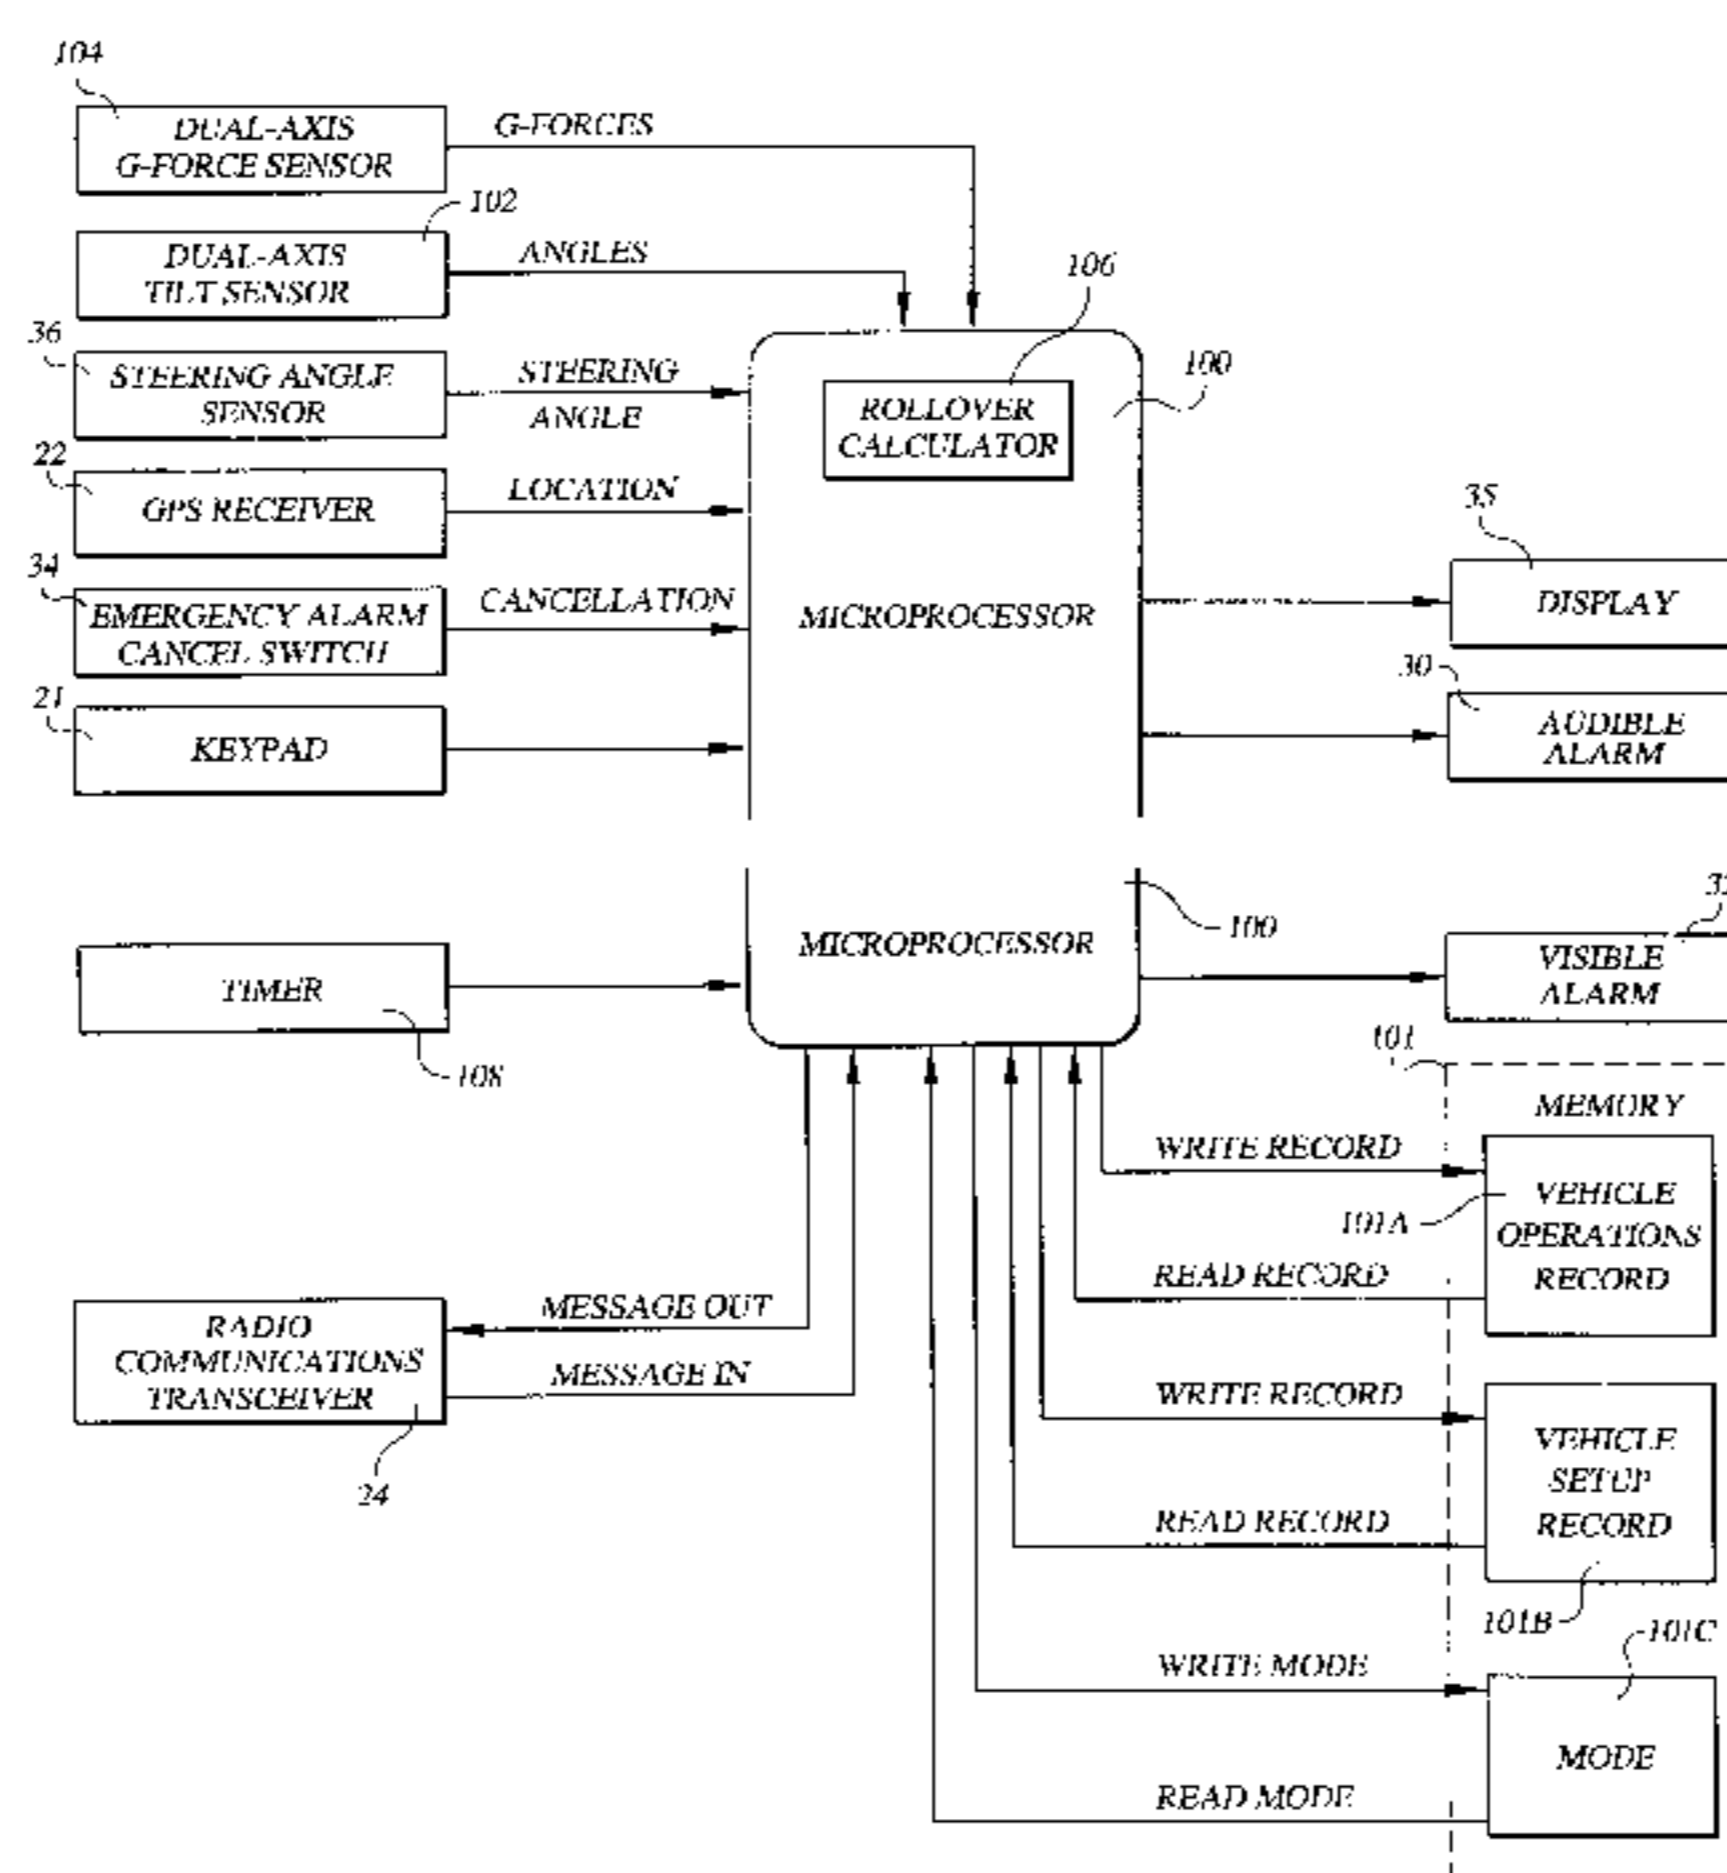 104
DUAL-AXIS
G-FORCE SENSOR
G-FORCES
102
DUAL-AXIS
TILT SENSOR
ANGLES
106
36
STEERING ANGLE
SENSOR
STEERING
ANGLE
100
ROLLOVER
CALCULATOR
22
GPS RECEIVER
LOCATION
35
DISPLAY
34
EMERGENCY ALARM
CANCEL SWITCH
CANCELLATION
MICROPROCESSOR
30
AUDIBLE
ALARM
21
KEYPAD
100
MICROPROCESSOR
VISIBLE
ALARM
TIMER
108
101
MEMORY
WRITE RECORD
101A
VEHICLE
OPERATIONS
RECORD
READ RECORD
MESSAGE OUT
RADIO
COMMUNICATIONS
TRANSCEIVER
MESSAGE IN
24
WRITE RECORD
VEHICLE
SETUP
RECORD
READ RECORD
101B
101C
WRITE MODE
MODE
READ MODE